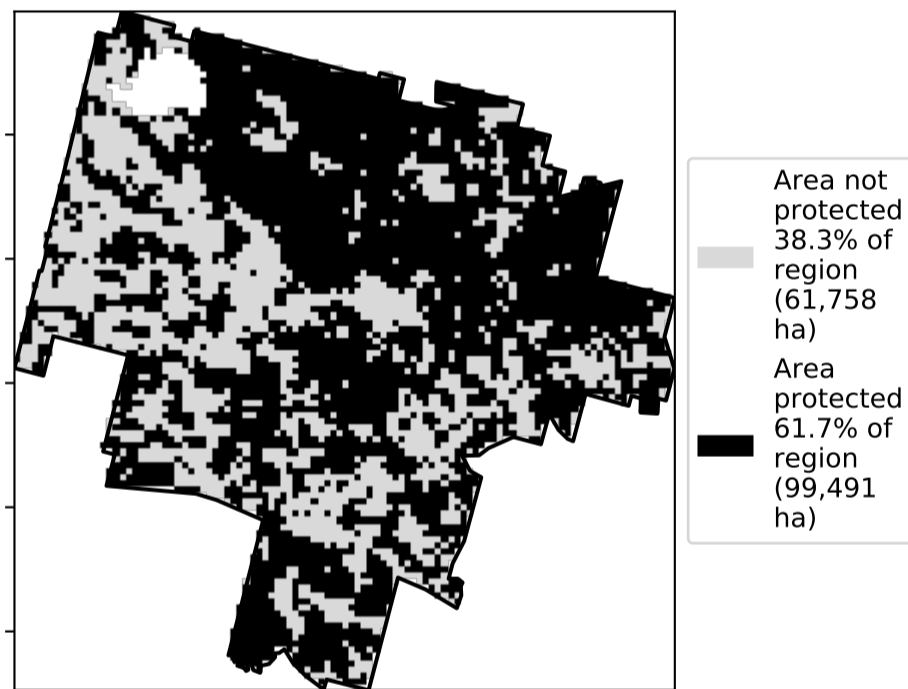 Area not
protected
38.3% of
region
(61,758
ha)
Area
protected
61.7% of
region
(99,491
ha)